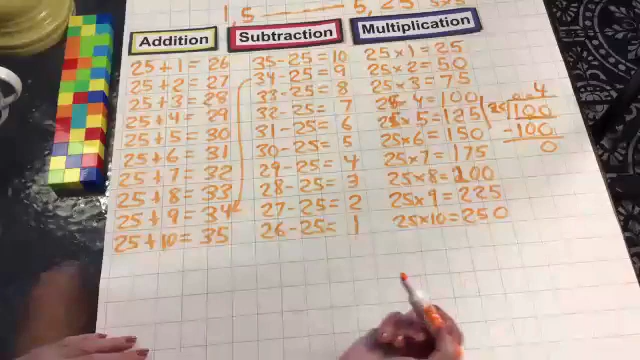 1,5 5, 25 5x5
Addition
25 + 1 = 26
25 + 2 = 27
25 + 3 = 28
25 + 4 = 29
25 + 5 = 30
25 + 6 = 31
25 + 7 = 32
25 + 8 = 33
25 + 9 = 34
25 + 10 = 35
Subtraction
35 - 25 = 10
34 - 25 = 9
33 - 25 = 8
32 - 25 = 7
31 - 25 = 6
30 - 25 = 5
29 - 25 = 4
28 - 25 = 3
27 - 25 = 2
26 - 25 = 1
Multiplication
25 x 1 = 25
25 x 2 = 50
25 x 3 = 75
25 4 = 100
25 x 5 = 125
25 x 6 = 150
25 x 7 = 175
25 x 8 = 200
25 x 9 = 225
25 x 10 = 250
4
25 100
- 100
0